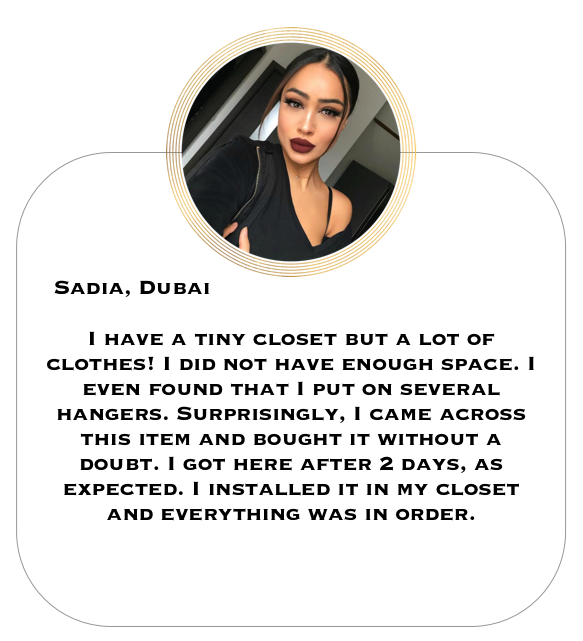 Sadia, Dubai
I have a tiny closet but a lot of
clothes! I did not have enough space. I
even found that I put on several
hangers. Surprisingly, I came across
this item and bought it without a
doubt. I got here after 2 days, as
expected. I installed it in my closet
and everything was in order.